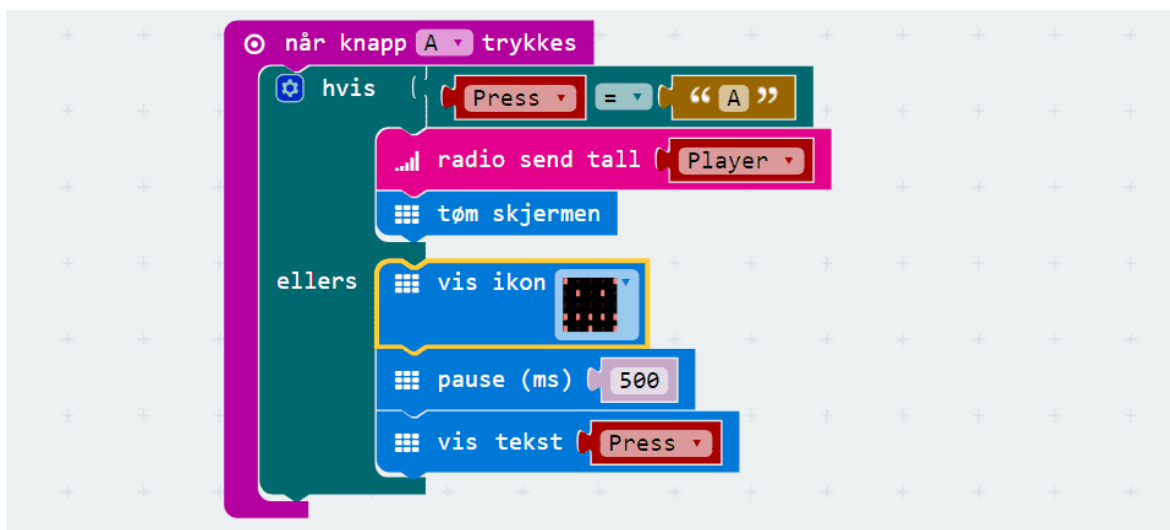 når knapp A trykkes
hvis Press = “ A ”
radio send tall Player
tøm skjermen
ellers vis ikon
pause (ms) 500
vis tekst Press